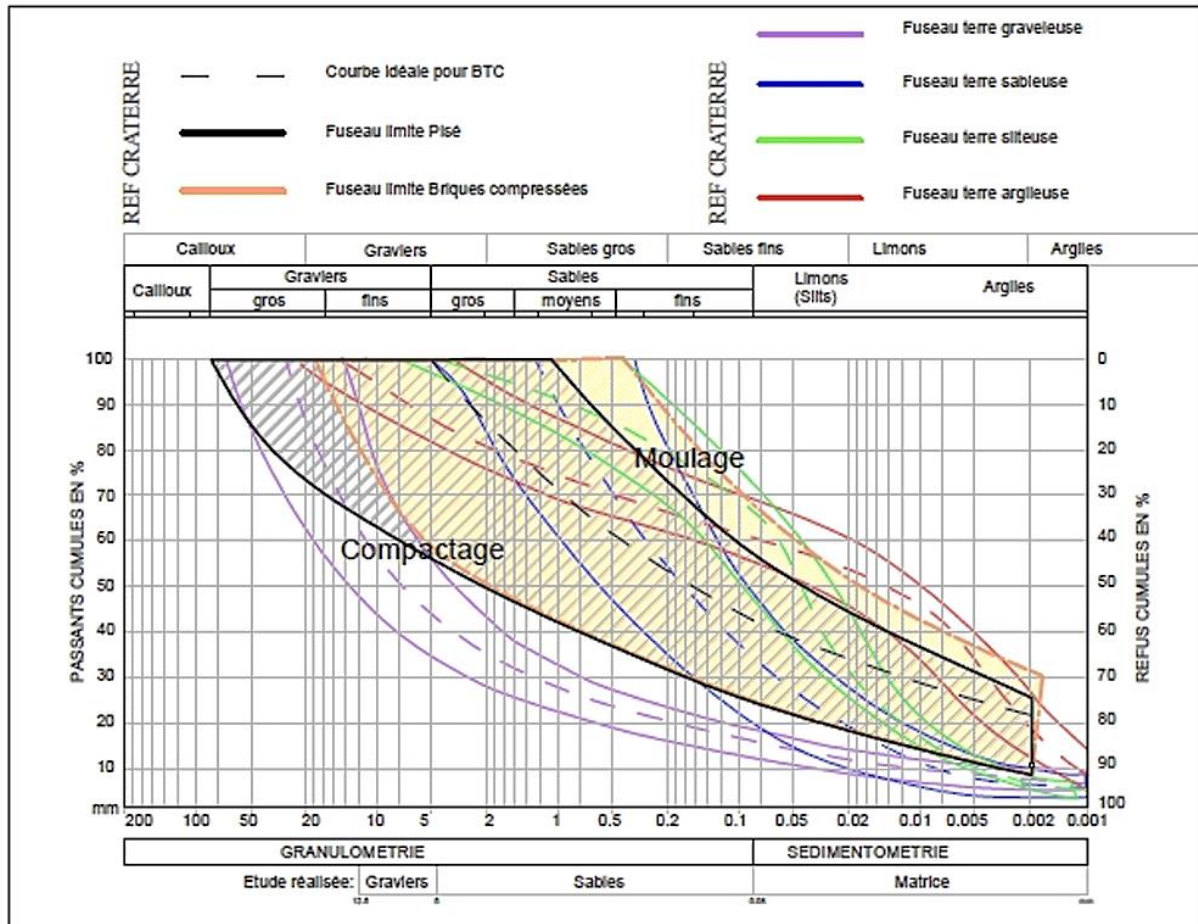 REF CRATERRE
Courbe Idéale pour BTC
Fuseau limite Pisé
Fuseau limite Briques compressées
REF CRATERRE
Fuseau terre graveleuse
Fuseau terre sableuse
Fuseau terre silteuse
Fuseau terre argileuse
Cailloux Graviers Sables gros Sables fins Limons Argiles
Cailloux Graviers Sables Limons (Silts) Argiles
gros fins gros moyens fins
PASSANTS CUMULES EN %
100 0
90 10
80 20
70 30
60 40
50 50
40 60
30 70
20 80
10 90
100
REFUS CUMULES EN %
Moulage
Compactage
mm 200 100 50 20 10 5 2 1 0.5 0.2 0.1 0.05 0.02 0.01 0.005 0.002 0.001
GRANULOMETRIE SEDIMENTOMETRIE
Etude réalisée: Graviers Sables Matrice